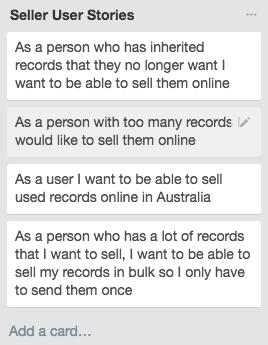 Seller User Stories ...
As a person who has inherited
records that they no longer want I
want to be able to sell them online
As a person with too many records
would like to sell them online
As a user I want to be able to sell
used records online in Australia
As a person who has a lot of records
that I want to sell, I want to be able to
sell my records in bulk so I only have
to send them once
Add a card...